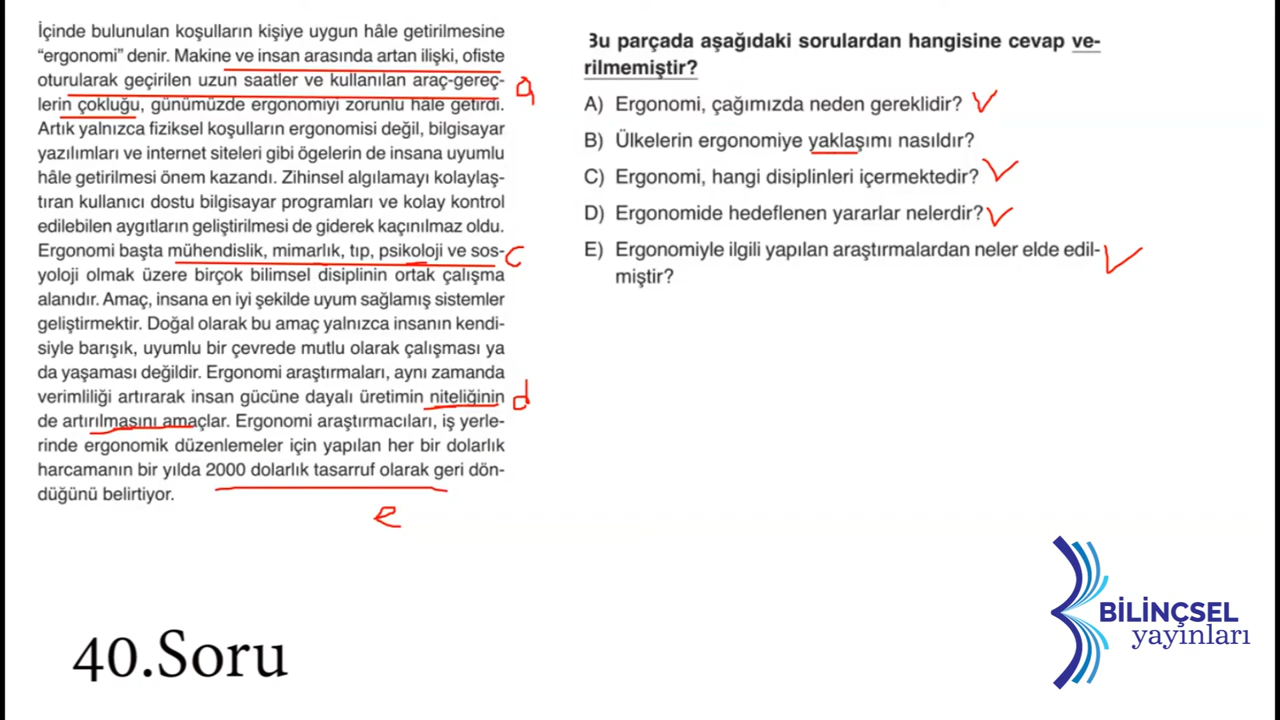 İçinde bulunulan koşulların kişiye uygun hâle getirilmesine
“ergonomi” denir. Makine ve insan arasında artan ilişki, ofiste
oturularak geçirilen uzun saatler ve kullanılan araç-gereç-
lerin çokluğu, günümüzde ergonomiyi zorunlu hâle getirdi.
a
Artık yalnızca fiziksel koşulların ergonomisi değil, bilgisayar
yazılımları ve internet siteleri gibi ögelerin de insana uyumlu
hâle getirilmesi önem kazandı. Zihinsel algılamayı kolaylaş-
tıran kullanıcı dostu bilgisayar programları ve kolay kontrol
edilebilen aygıtların geliştirilmesi de giderek kaçınılmaz oldu.
Ergonomi başta mühendislik, mimarlık, tıp, psikoloji ve sos-
c
yoloji olmak üzere birçok bilimsel disiplinin ortak çalışma
alanıdır. Amaç, insana en iyi şekilde uyum sağlamış sistemler
geliştirmektir. Doğal olarak bu amaç yalnızca insanın kendi-
siyle barışık, uyumlu bir çevrede mutlu olarak çalışması ya
da yaşaması değildir. Ergonomi araştırmaları, aynı zamanda
verimliliği artırarak insan gücüne dayalı üretimin niteliğinin
d
de artırılmasını amaçlar. Ergonomi araştırmacıları, iş yerle-
rinde ergonomik düzenlemeler için yapılan her bir dolarlık
harcamanın bir yılda 2000 dolarlık tasarruf olarak geri dön-
düğünü belirtiyor.
e
Bu parçada aşağıdaki sorulardan hangisine cevap ve-
rilmemiştir?
A) Ergonomi, çağımızda neden gereklidir?
B) Ülkelerin ergonomiye yaklaşımı nasıldır?
C) Ergonomi, hangi disiplinleri içermektedir?
D) Ergonomide hedeflenen yararlar nelerdir?
E) Ergonomiyle ilgili yapılan araştırmalardan neler elde edil-
miştir?
40.Soru
BİLİNÇSEL
yayınları